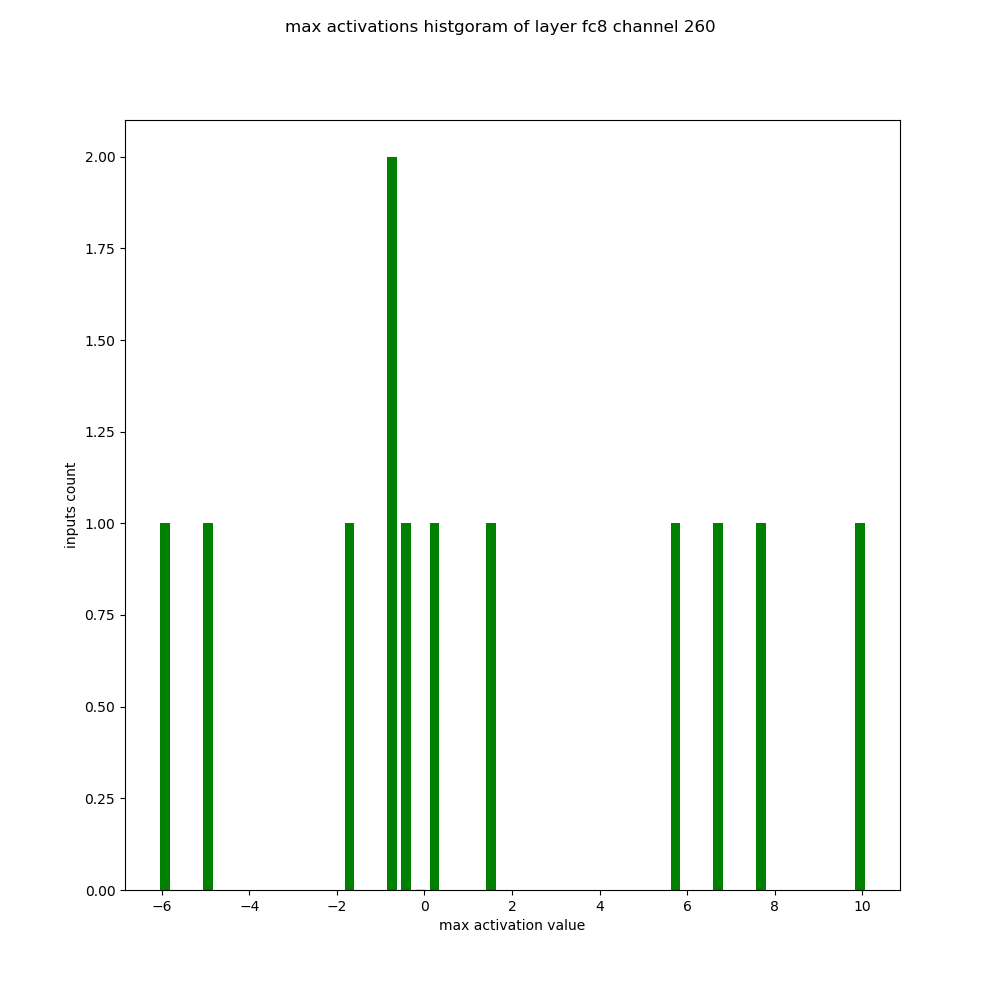 max activations histgoram of layer fc8 channel 260
2.00
1.75
1.50
1.25
1.00
0.75
0.50
0.25
0.00
inputs count
−6 −4 −2 0 2 4 6 8 10
max activation value